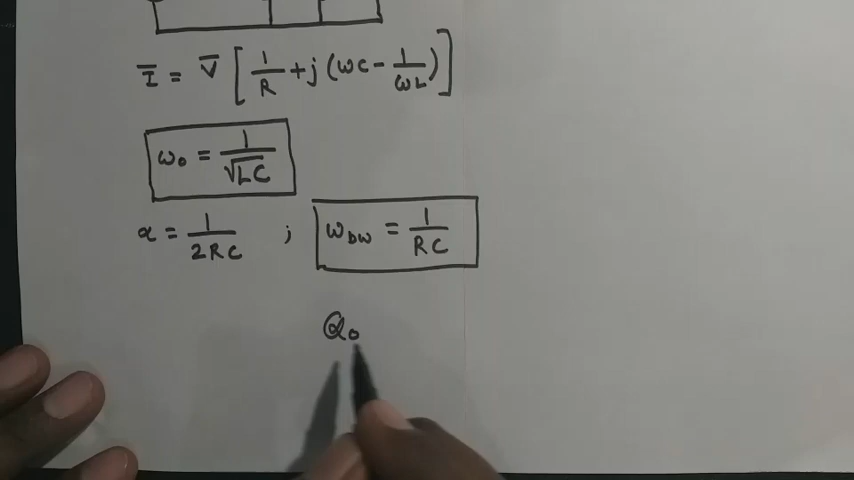 I̅ = V̅ [ 1/R + j (ωC - 1/ωL) ]
ω₀ = 1/√LC
α = 1/2RC ; ω_BW = 1/RC
Q₀